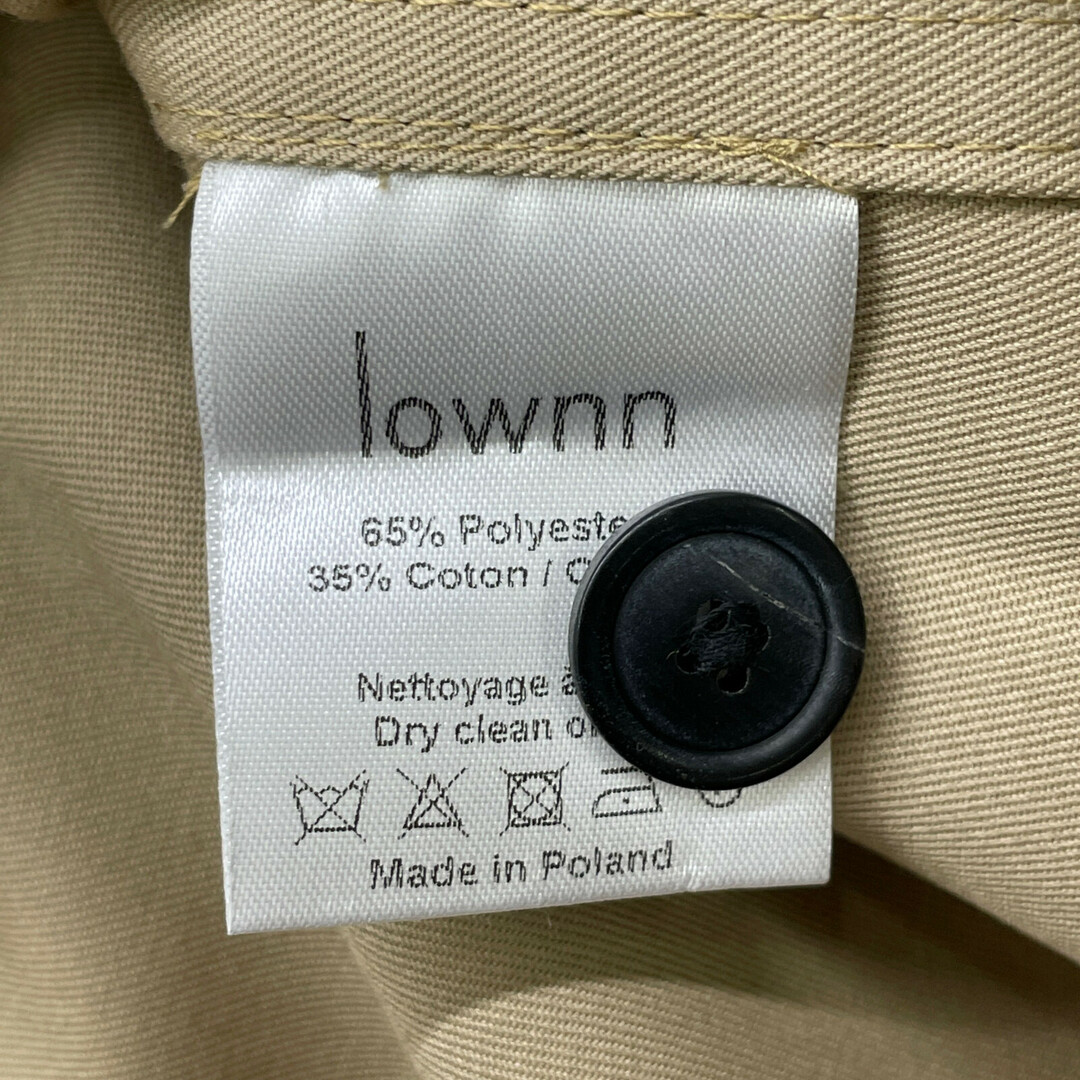 lownn
65% Polyeste
35% Coton /
Nettoyage à
Dry clean
Made in Poland